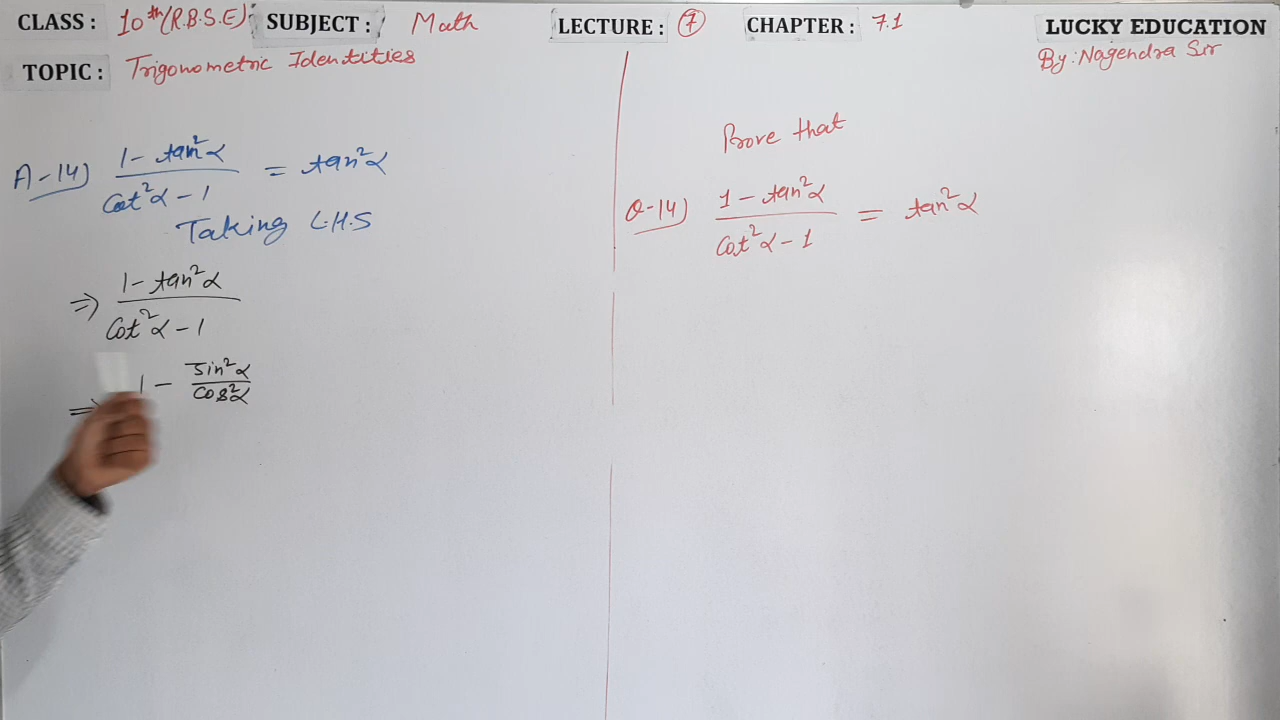 CLASS : 10th (R.B.S.E) SUBJECT : Math LECTURE : 7 CHAPTER : 7.1 LUCKY EDUCATION
TOPIC : Trigonometric Identities By : Nagendra Sir
A-14) (1 - tan²α)/(cot²α - 1) = tan²α
Taking L.H.S
⇒ (1 - tan²α)/(cot²α - 1)
⇒ 1 - sin²α/cos²α
Prove that
Q-14) (1 - tan²α)/(cot²α - 1) = tan²α